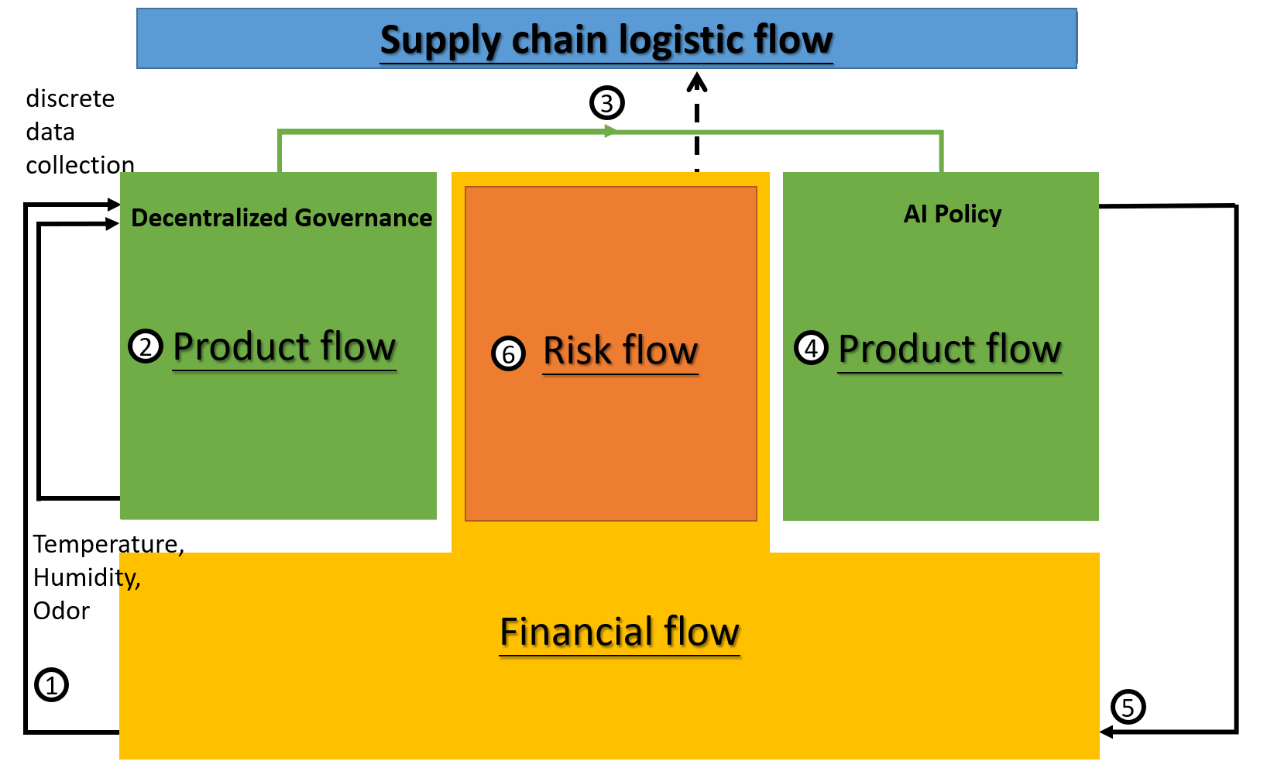 Supply chain logistic flow
discrete
data
collection
3
Decentralized Governance
AI Policy
2 Product flow
6 Risk flow
4 Product flow
Temperature,
Humidity,
Odor
Financial flow
1
5